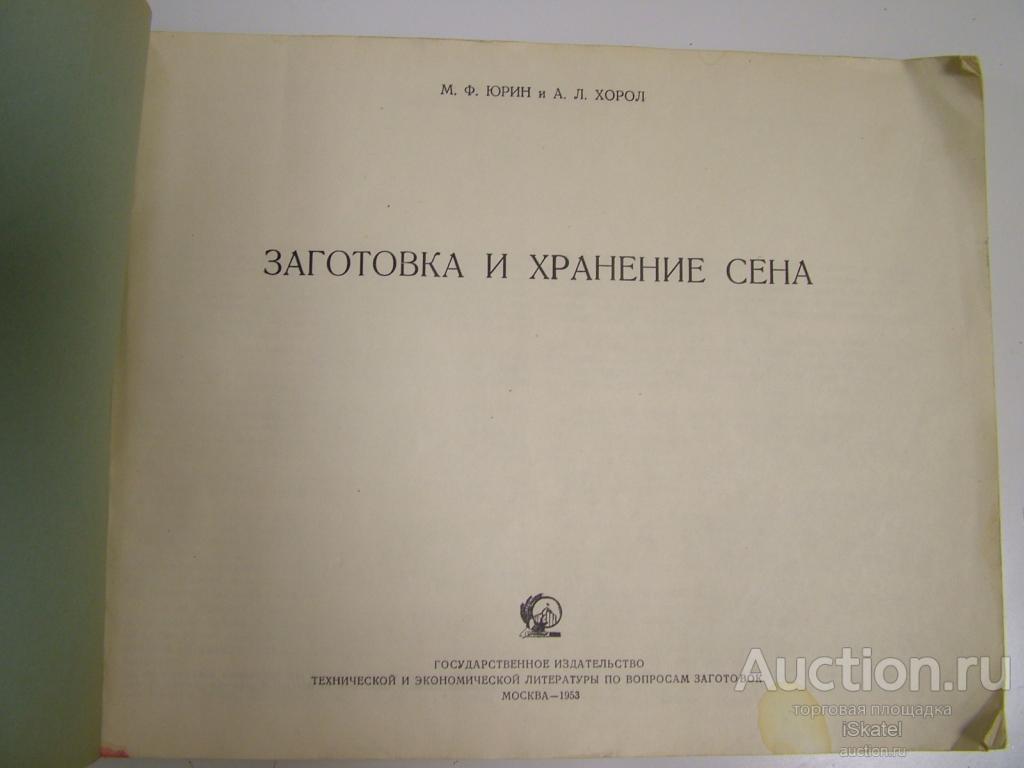 М. Ф. ЮРИН и А. Л. ХОРОЛ
ЗАГОТОВКА И ХРАНЕНИЕ СЕНА
ГОСУДАРСТВЕННОЕ ИЗДАТЕЛЬСТВО
ТЕХНИЧЕСКОЙ И ЭКОНОМИЧЕСКОЙ ЛИТЕРАТУРЫ ПО ВОПРОСАМ ЗАГОТОВОК
МОСКВА—1953
Auction.ru
торговая площадка
iSkatel
auction.ru